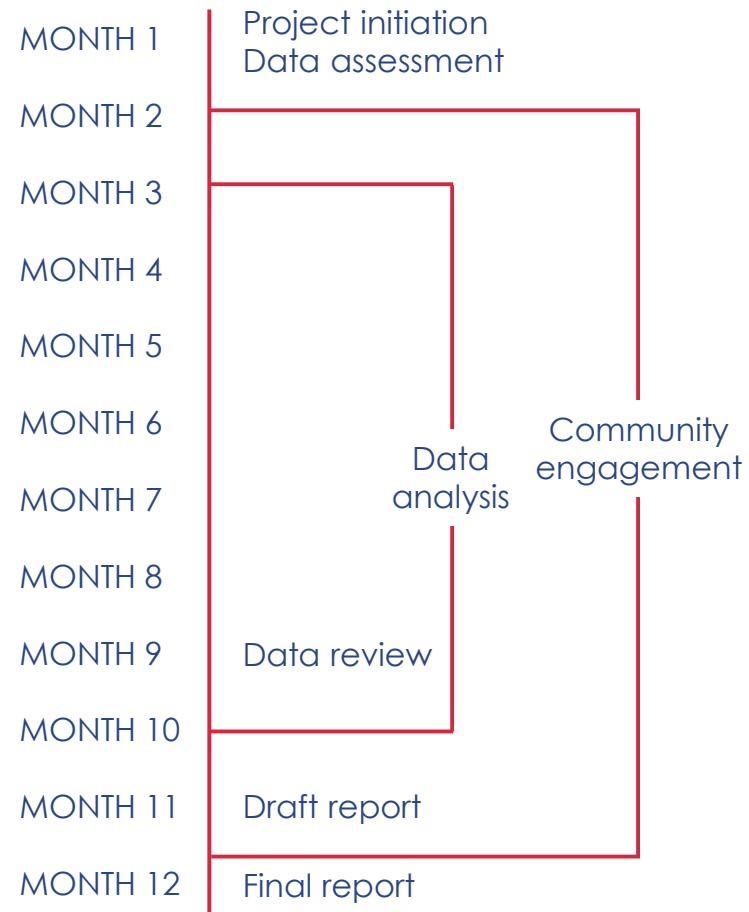 MONTH 1
Project initiation
Data assessment
MONTH 2
MONTH 3
MONTH 4
MONTH 5
MONTH 6
Community
engagement
Data
analysis
MONTH 7
MONTH 8
MONTH 9
Data review
MONTH 10
MONTH 11
Draft report
MONTH 12
Final report